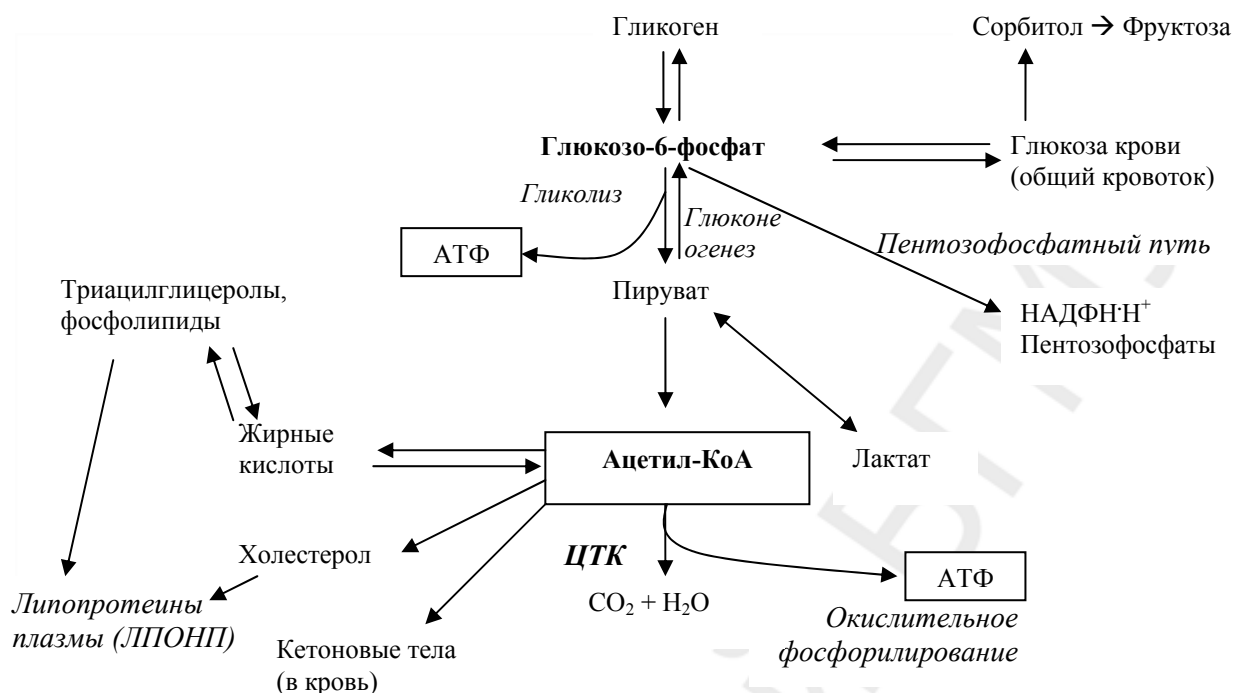 Гликоген
Сорбитол → Фруктоза
Глюкозо-6-фосфат
Глюкоза крови
(общий кровоток)
Гликолиз
Глюконе
огенез
АТФ
Пентозофосфатный путь
Триацилглицеролы,
фосфолипиды
Пируват
НАДФН·Н⁺
Пентозофосфаты
Жирные
кислоты
Ацетил-КоА
Лактат
Холестерол
ЦТК
АТФ
Липопротеины
плазмы (ЛПОНП)
CO₂ + H₂O
Окислительное
фосфорилирование
Кетоновые тела
(в кровь)